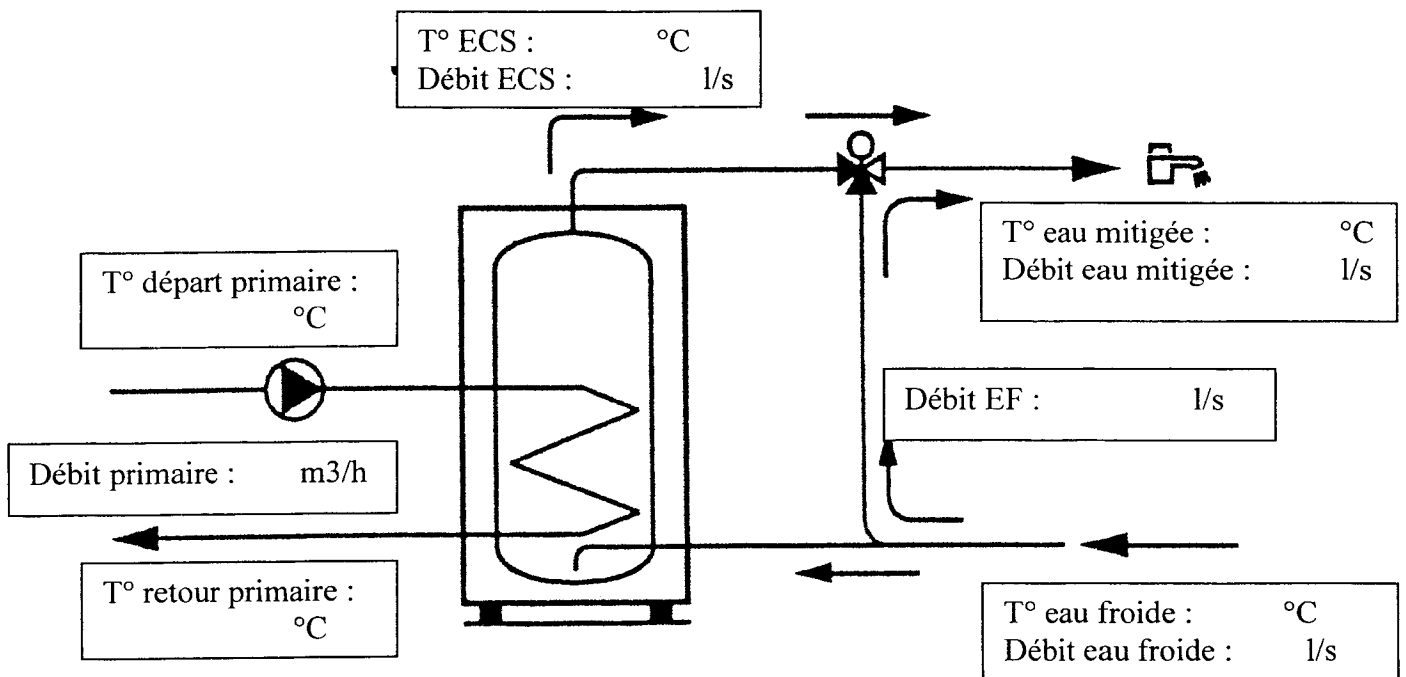 T° ECS : °C
Débit ECS : l/s
T° eau mitigée : °C
Débit eau mitigée : l/s
T° départ primaire :
°C
Débit EF : l/s
Débit primaire : m3/h
T° retour primaire :
°C
T° eau froide : °C
Débit eau froide : l/s